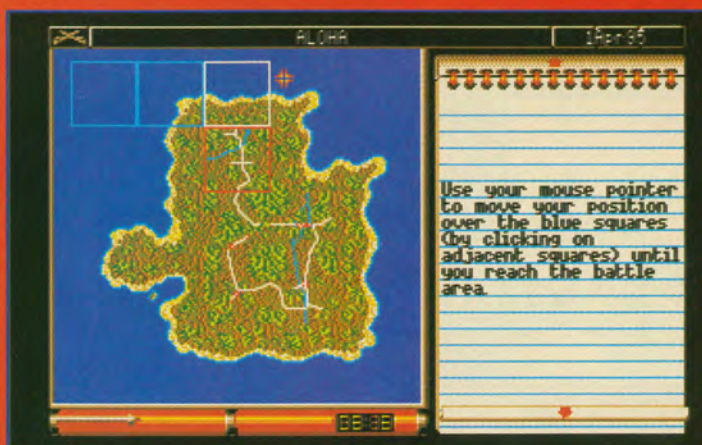 ALOHA
1Apr96
Use your mouse pointer
to move your position
over the blue squares
(by clicking on
adjacent squares) until
you reach the battle
area.